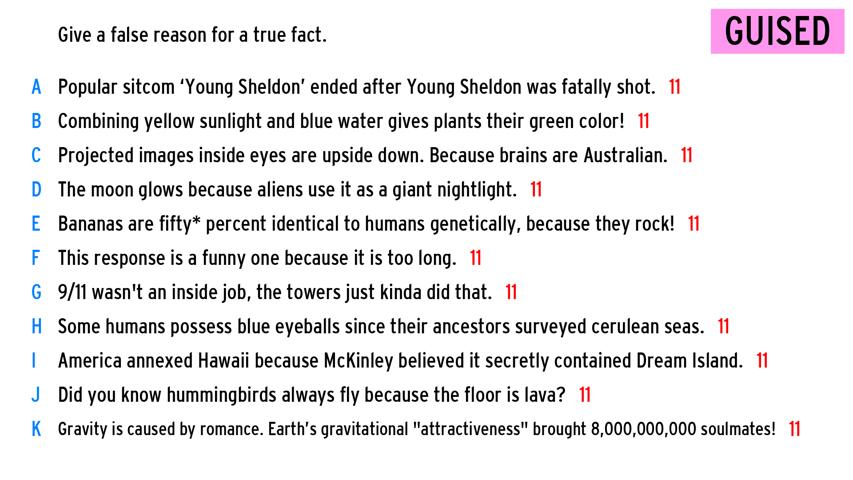 Give a false reason for a true fact.
GUISED
A Popular sitcom ‘Young Sheldon’ ended after Young Sheldon was fatally shot. 11
B Combining yellow sunlight and blue water gives plants their green color! 11
C Projected images inside eyes are upside down. Because brains are Australian. 11
D The moon glows because aliens use it as a giant nightlight. 11
E Bananas are fifty* percent identical to humans genetically, because they rock! 11
F This response is a funny one because it is too long. 11
G 9/11 wasn't an inside job, the towers just kinda did that. 11
H Some humans possess blue eyeballs since their ancestors surveyed cerulean seas. 11
I America annexed Hawaii because McKinley believed it secretly contained Dream Island. 11
J Did you know hummingbirds always fly because the floor is lava? 11
K Gravity is caused by romance. Earth’s gravitational "attractiveness" brought 8,000,000,000 soulmates! 11